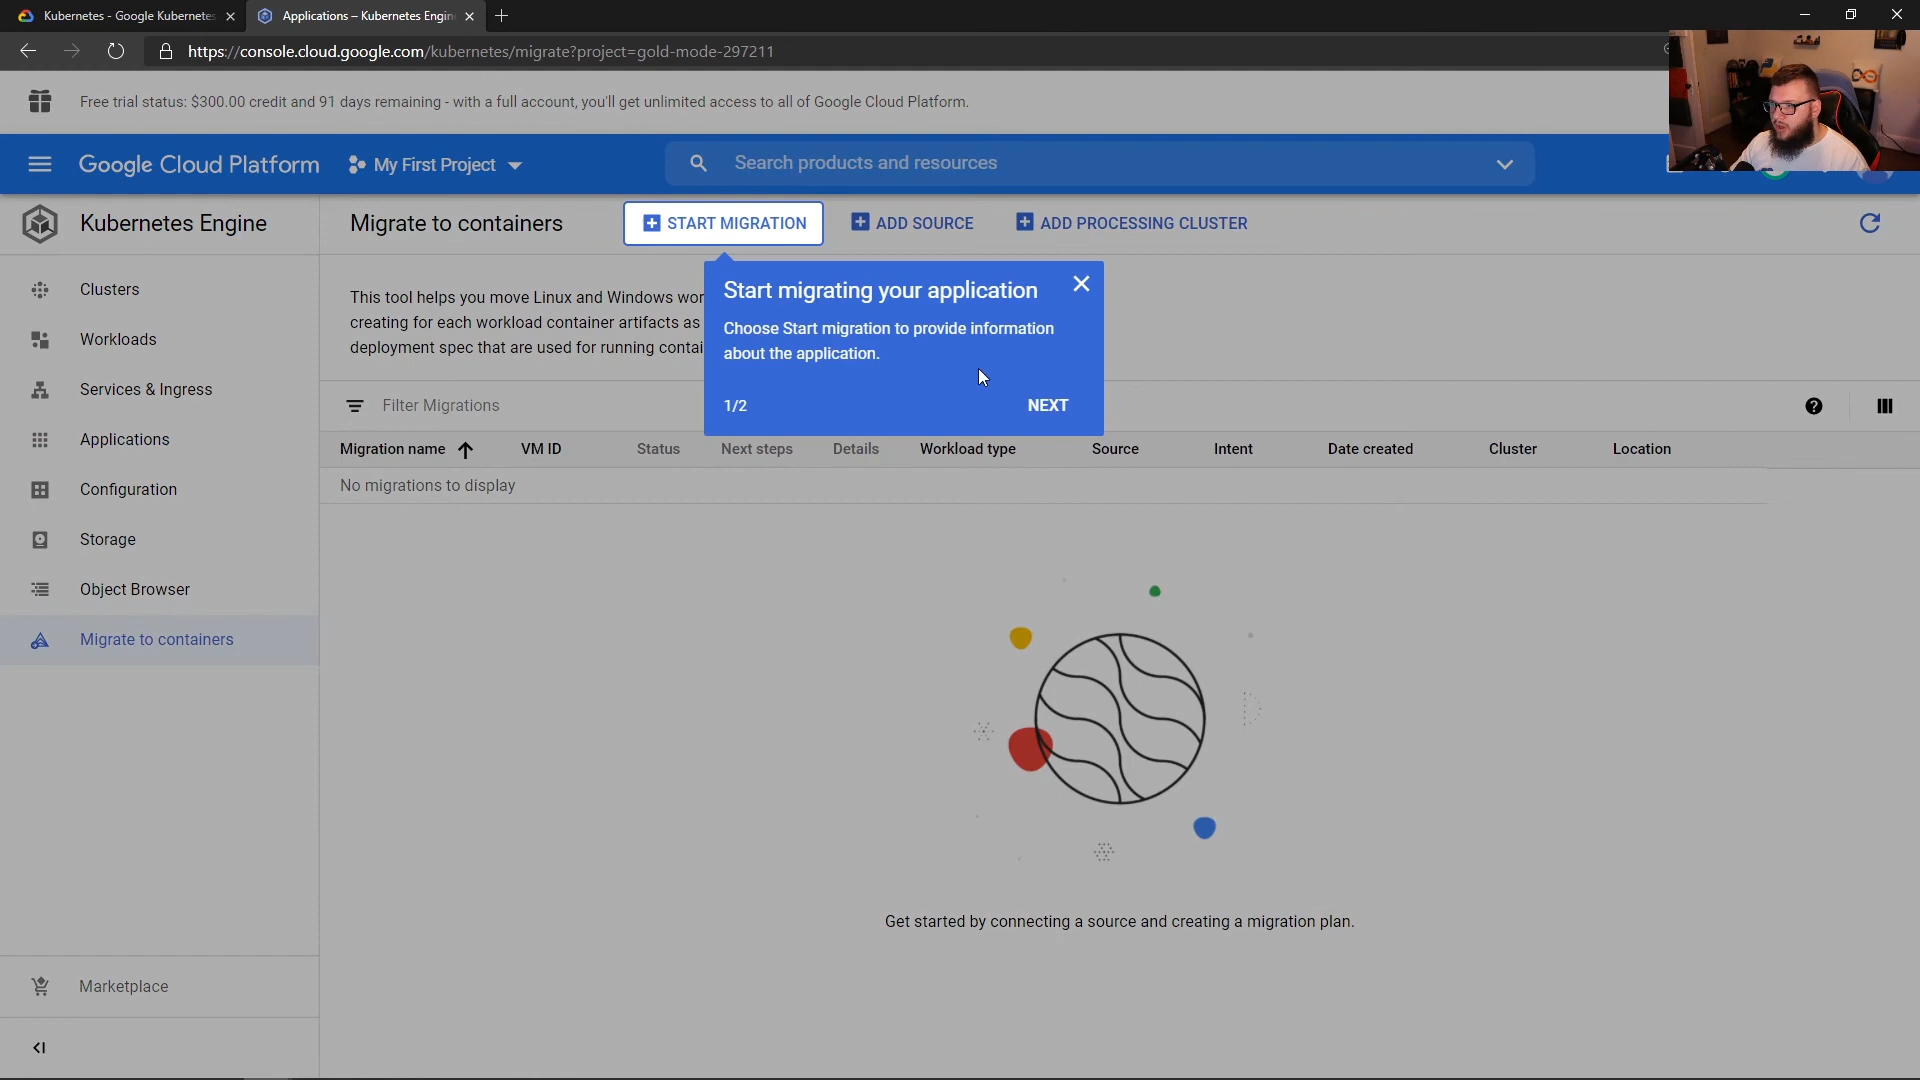 Kubernetes - Google Kubernetes
Applications – Kubernetes Engin
https://console.cloud.google.com/kubernetes/migrate?project=gold-mode-297211
Free trial status: $300.00 credit and 91 days remaining - with a full account, you'll get unlimited access to all of Google Cloud Platform.
Google Cloud Platform
My First Project
Search products and resources
Kubernetes Engine
Migrate to containers
START MIGRATION
ADD SOURCE
ADD PROCESSING CLUSTER
Clusters
Workloads
Services & Ingress
Applications
Configuration
Storage
Object Browser
Migrate to containers
Marketplace
This tool helps you move Linux and Windows wor
creating for each workload container artifacts as
deployment spec that are used for running contai
Start migrating your application
Choose Start migration to provide information
about the application.
1/2
NEXT
Filter Migrations
Migration name
VM ID
Status
Next steps
Details
Workload type
Source
Intent
Date created
Cluster
Location
No migrations to display
Get started by connecting a source and creating a migration plan.